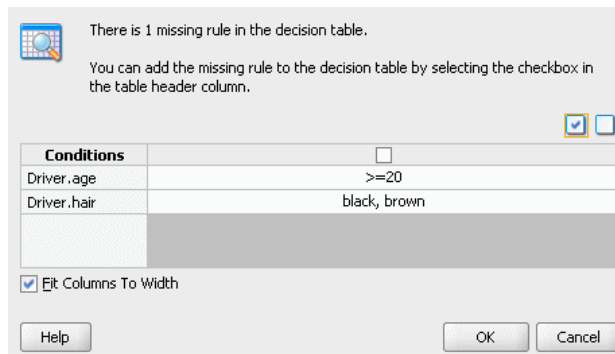 There is 1 missing rule in the decision table.
You can add the missing rule to the decision table by selecting the checkbox in
the table header column.
Conditions
Driver.age >=20
Driver.hair black, brown
Fit Columns To Width
Help OK Cancel